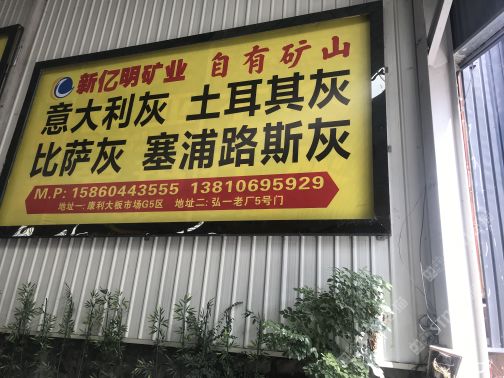 新亿明矿业 自有矿山
意大利灰 土耳其灰
比萨灰 塞浦路斯灰
M.P: 15860443555 13810695929
地址一: 康利大板市场G5区 地址二: 弘一老厂5号门